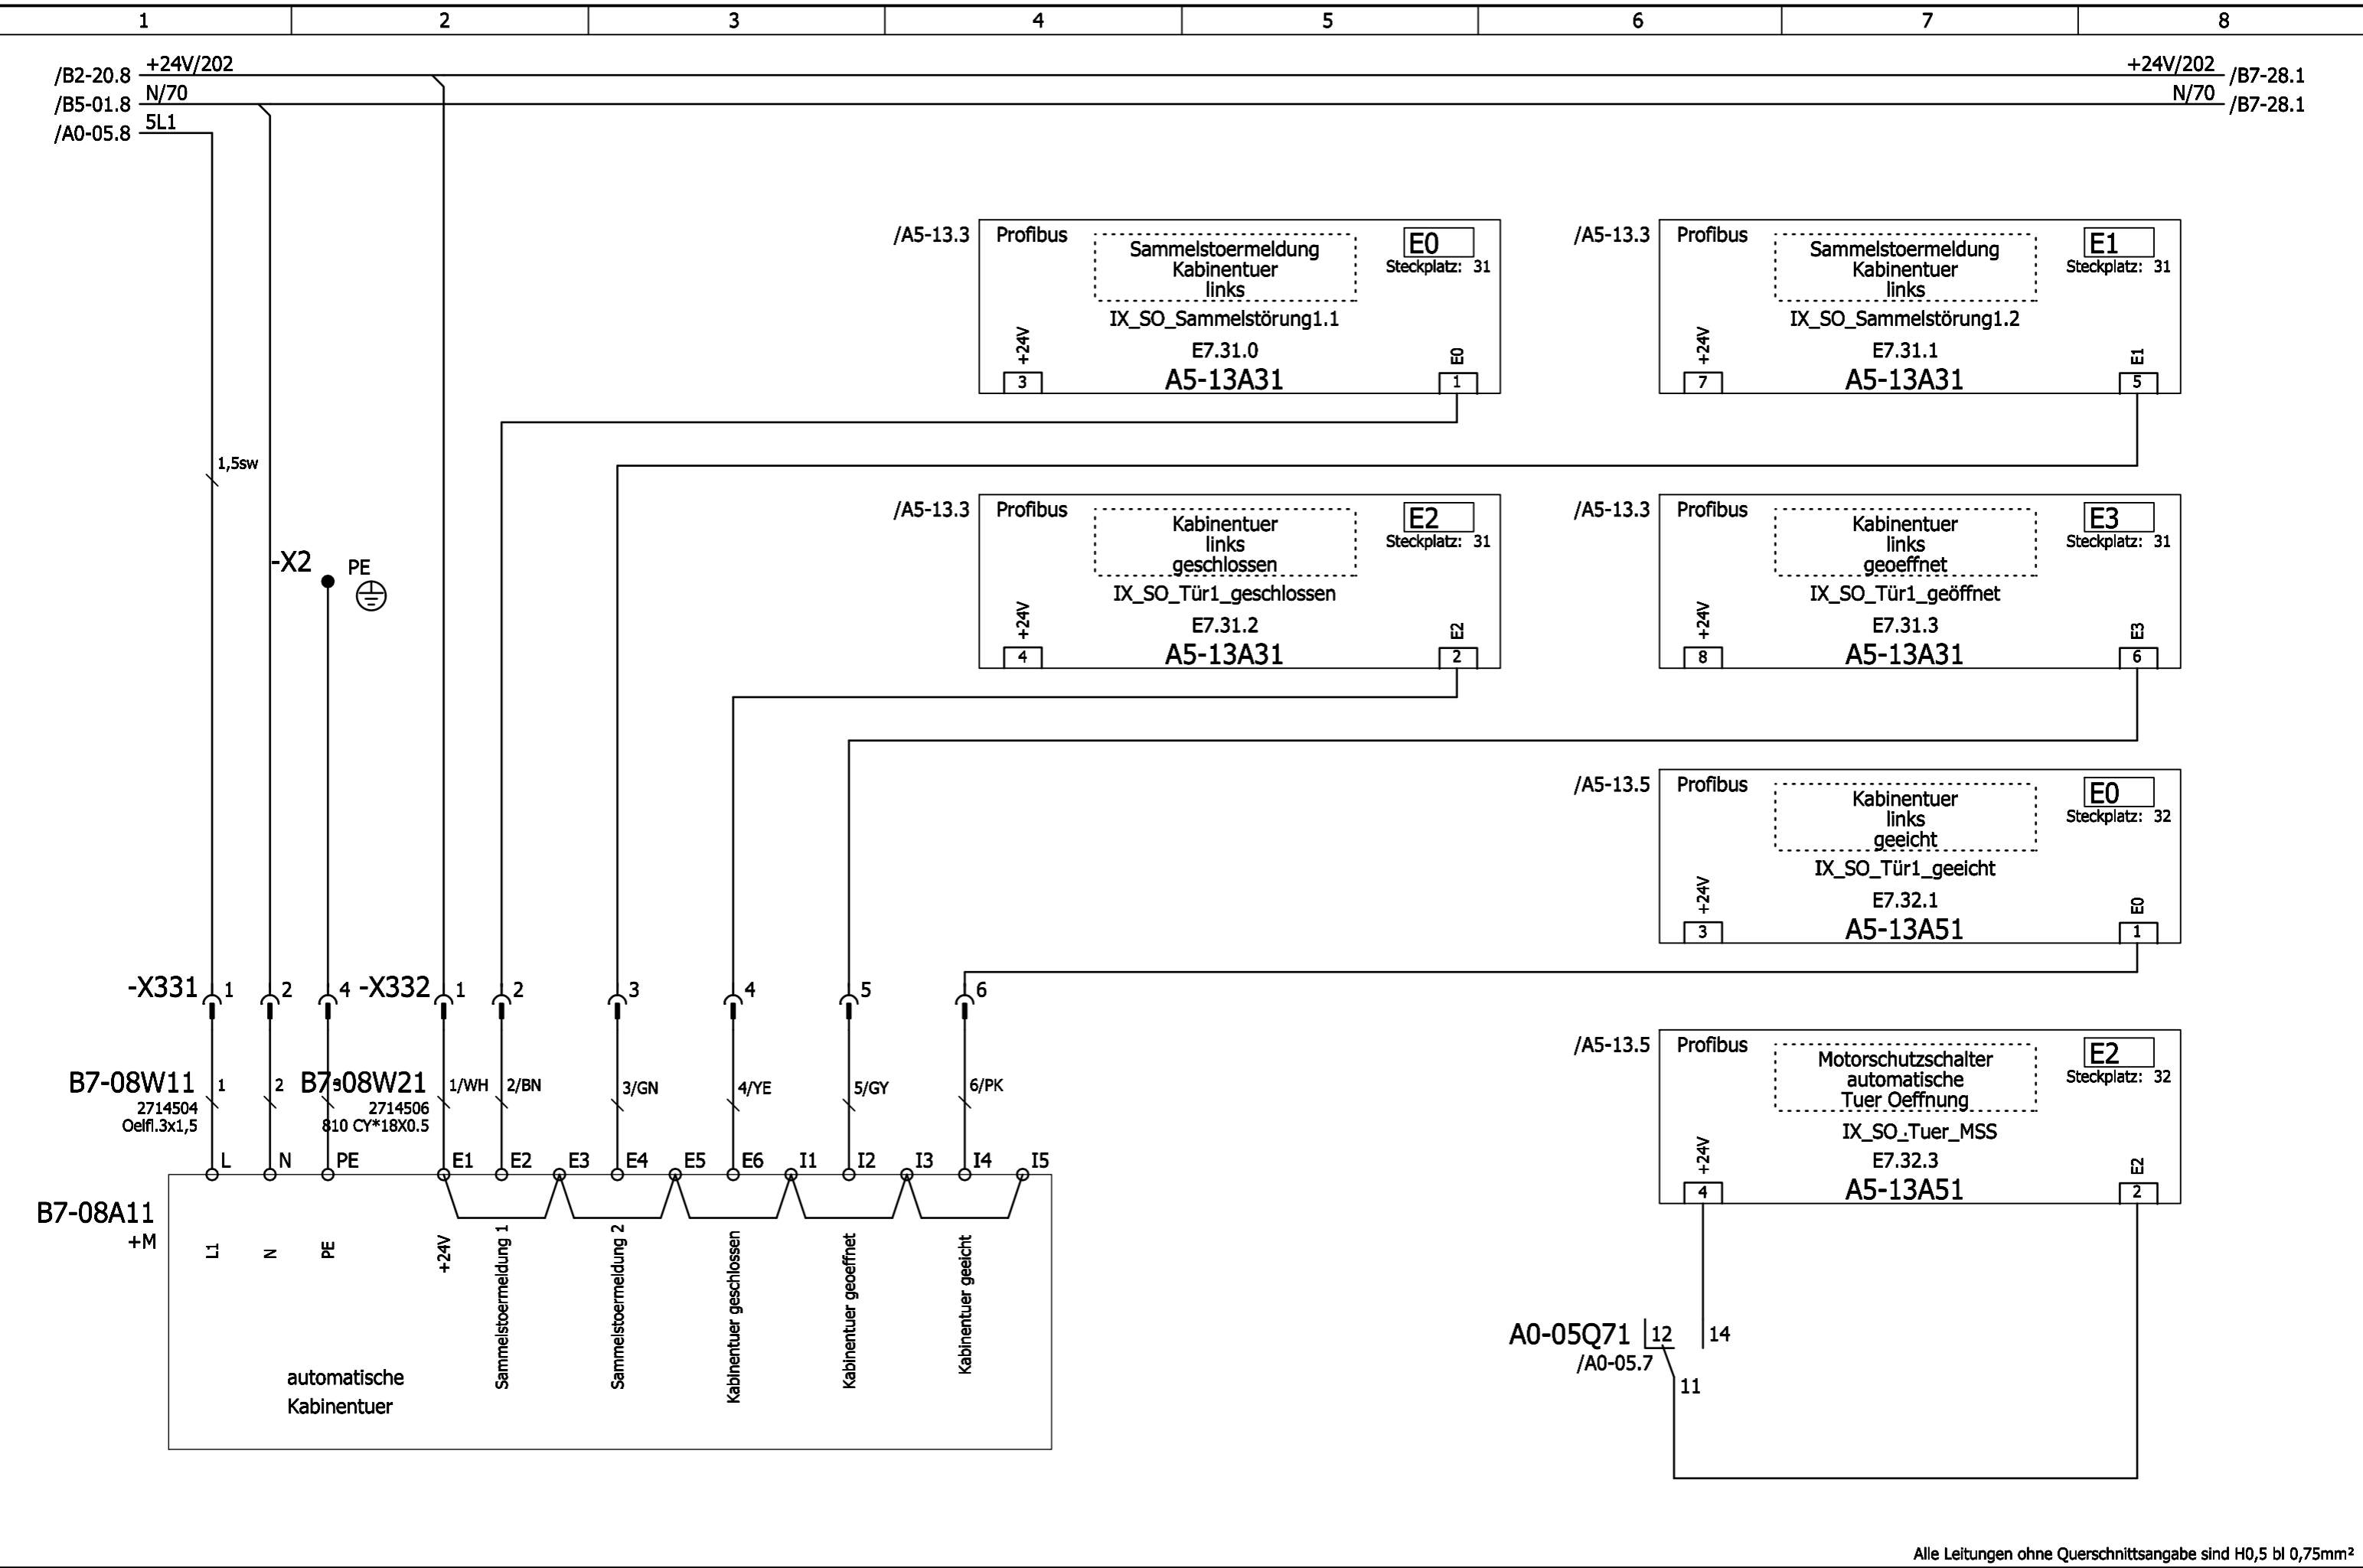 1 2 3 4 5 6 7 8
/B2-20.8 +24V/202 +24V/202 /B7-28.1
/B5-01.8 N/70 N/70 /B7-28.1
/A0-05.8 5L1
/A5-13.3 Profibus
Sammelstoermeldung
Kabinentuer
links
E0
Steckplatz: 31
IX_SO_Sammelstörung1.1
E7.31.0
A5-13A31
+24V
3
E0
1
/A5-13.3 Profibus
Sammelstoermeldung
Kabinentuer
links
E1
Steckplatz: 31
IX_SO_Sammelstörung1.2
E7.31.1
A5-13A31
+24V
7
E1
5
1,5sw
/A5-13.3 Profibus
Kabinentuer
links
geschlossen
E2
Steckplatz: 31
IX_SO_Tür1_geschlossen
E7.31.2
A5-13A31
+24V
4
E2
2
/A5-13.3 Profibus
Kabinentuer
links
geoeffnet
E3
Steckplatz: 31
IX_SO_Tür1_geöffnet
E7.31.3
A5-13A31
+24V
8
E3
6
-X2 PE
/A5-13.5 Profibus
Kabinentuer
links
geeicht
E0
Steckplatz: 32
IX_SO_Tür1_geeicht
E7.32.1
A5-13A51
+24V
3
E0
1
-X331 1 2 4 -X332 1 2 3 4 5 6
B7-08W11 1 2 3 B7-08W21 1/WH 2/BN 3/GN 4/YE 5/GY 6/PK
2714504 2714506
Oelfl.3x1,5 810 CY*18X0.5
L N PE E1 E2 E3 E4 E5 E6 I1 I2 I3 I4 I5
B7-08A11
+M
L1
N
PE
+24V
Sammelstoermeldung 1
Sammelstoermeldung 2
Kabinentuer geschlossen
Kabinentuer geoeffnet
Kabinentuer geeicht
automatische
Kabinentuer
/A5-13.5 Profibus
Motorschutzschalter
automatische
Tuer Oeffnung
E2
Steckplatz: 32
IX_SO_Tuer_MSS
E7.32.3
A5-13A51
+24V
4
E2
2
A0-05Q71 12 14
/A0-05.7
11
Alle Leitungen ohne Querschnittsangabe sind H0,5 bl 0,75mm²